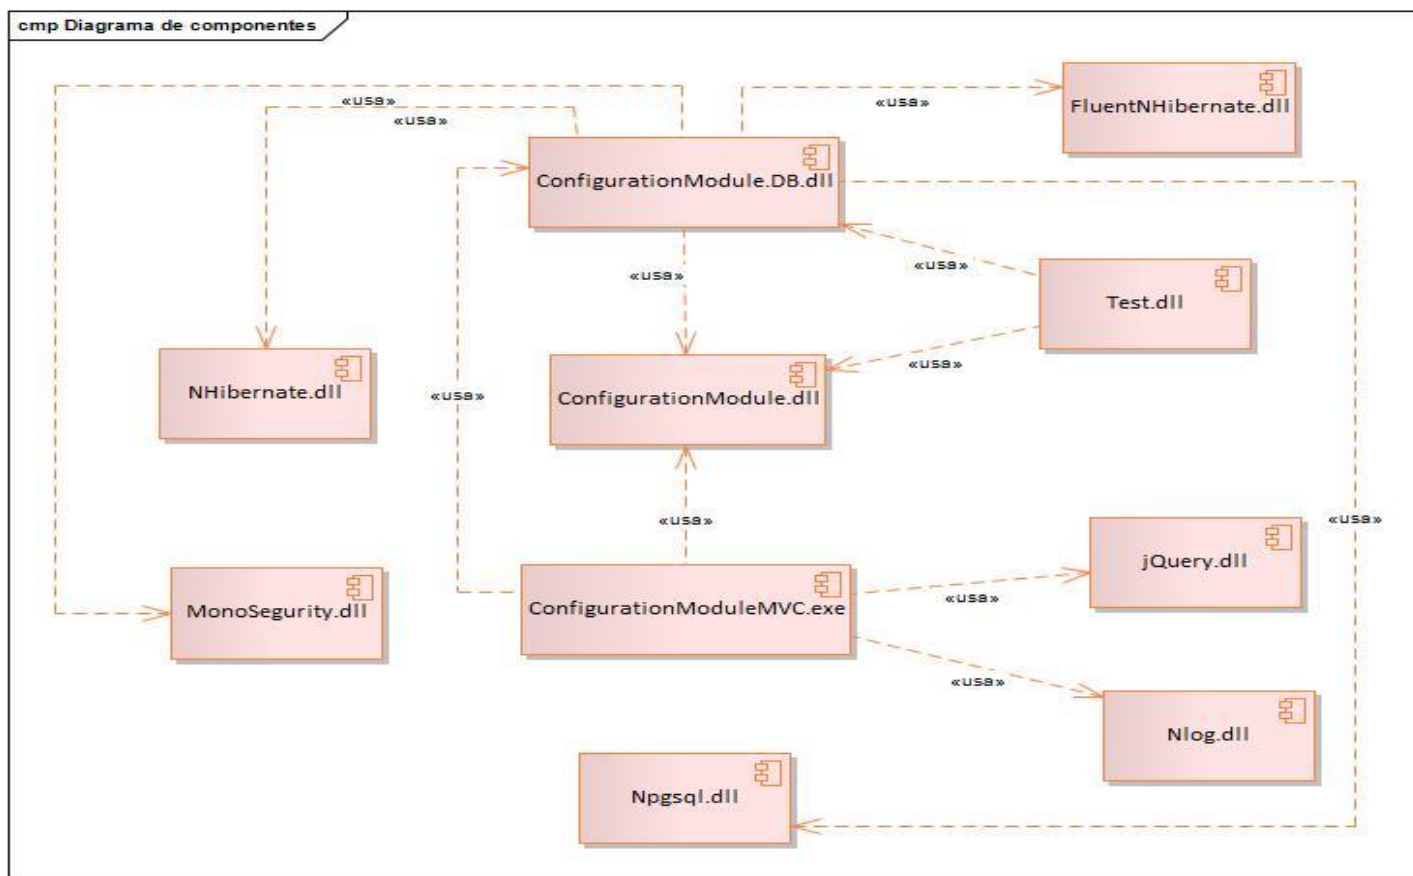 cmp Diagrama de componentes
«usa»
«usa»
«usa»
FluentNHibernate.dll
ConfigurationModule.DB.dll
«usa»
«usa»
Test.dll
«usa»
NHibernate.dll
«usa»
ConfigurationModule.dll
«usa»
«usa»
jQuery.dll
«usa»
MonoSegurity.dll
ConfigurationModuleMVC.exe
«usa»
«usa»
Nlog.dll
Npgsql.dll